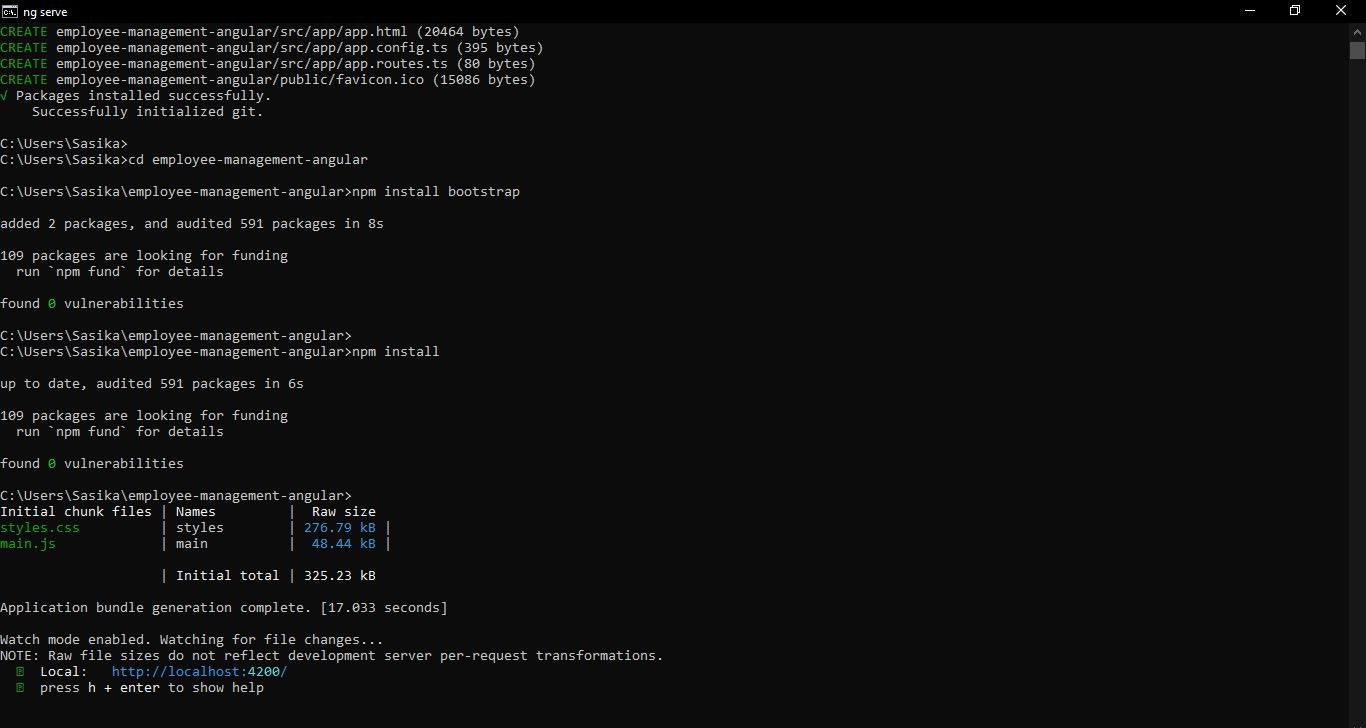 ng serve
CREATE employee-management-angular/src/app/app.html (20464 bytes)
CREATE employee-management-angular/src/app/app.config.ts (395 bytes)
CREATE employee-management-angular/src/app/app.routes.ts (80 bytes)
CREATE employee-management-angular/public/favicon.ico (15086 bytes)
√ Packages installed successfully.
    Successfully initialized git.
C:\Users\Sasika>
C:\Users\Sasika>cd employee-management-angular
C:\Users\Sasika\employee-management-angular>npm install bootstrap
added 2 packages, and audited 591 packages in 8s
109 packages are looking for funding
  run `npm fund` for details
found 0 vulnerabilities
C:\Users\Sasika\employee-management-angular>
C:\Users\Sasika\employee-management-angular>npm install
up to date, audited 591 packages in 6s
109 packages are looking for funding
  run `npm fund` for details
found 0 vulnerabilities
C:\Users\Sasika\employee-management-angular>
Initial chunk files | Names         |  Raw size
styles.css          | styles        | 276.79 kB |
main.js             | main          |  48.44 kB |
                    | Initial total | 325.23 kB
Application bundle generation complete. [17.033 seconds]
Watch mode enabled. Watching for file changes...
NOTE: Raw file sizes do not reflect development server per-request transformations.
     Local:   http://localhost:4200/
     press h + enter to show help